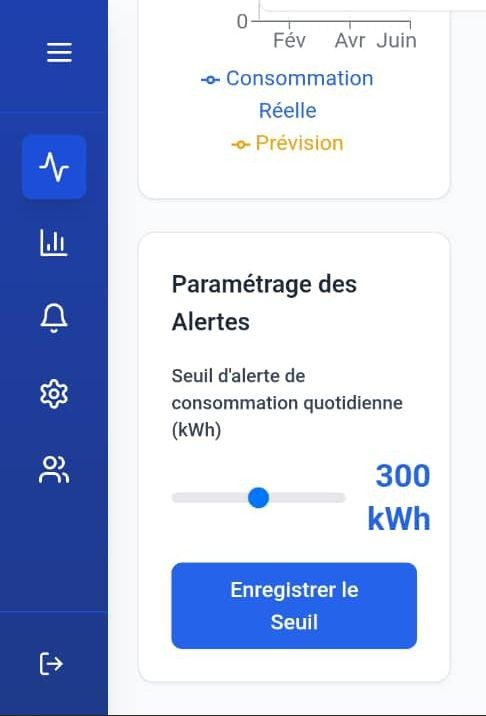 0
Fév Avr Juin
Consommation
Réelle
Prévision
Paramétrage des
Alertes
Seuil d'alerte de
consommation quotidienne
(kWh)
300
kWh
Enregistrer le
Seuil